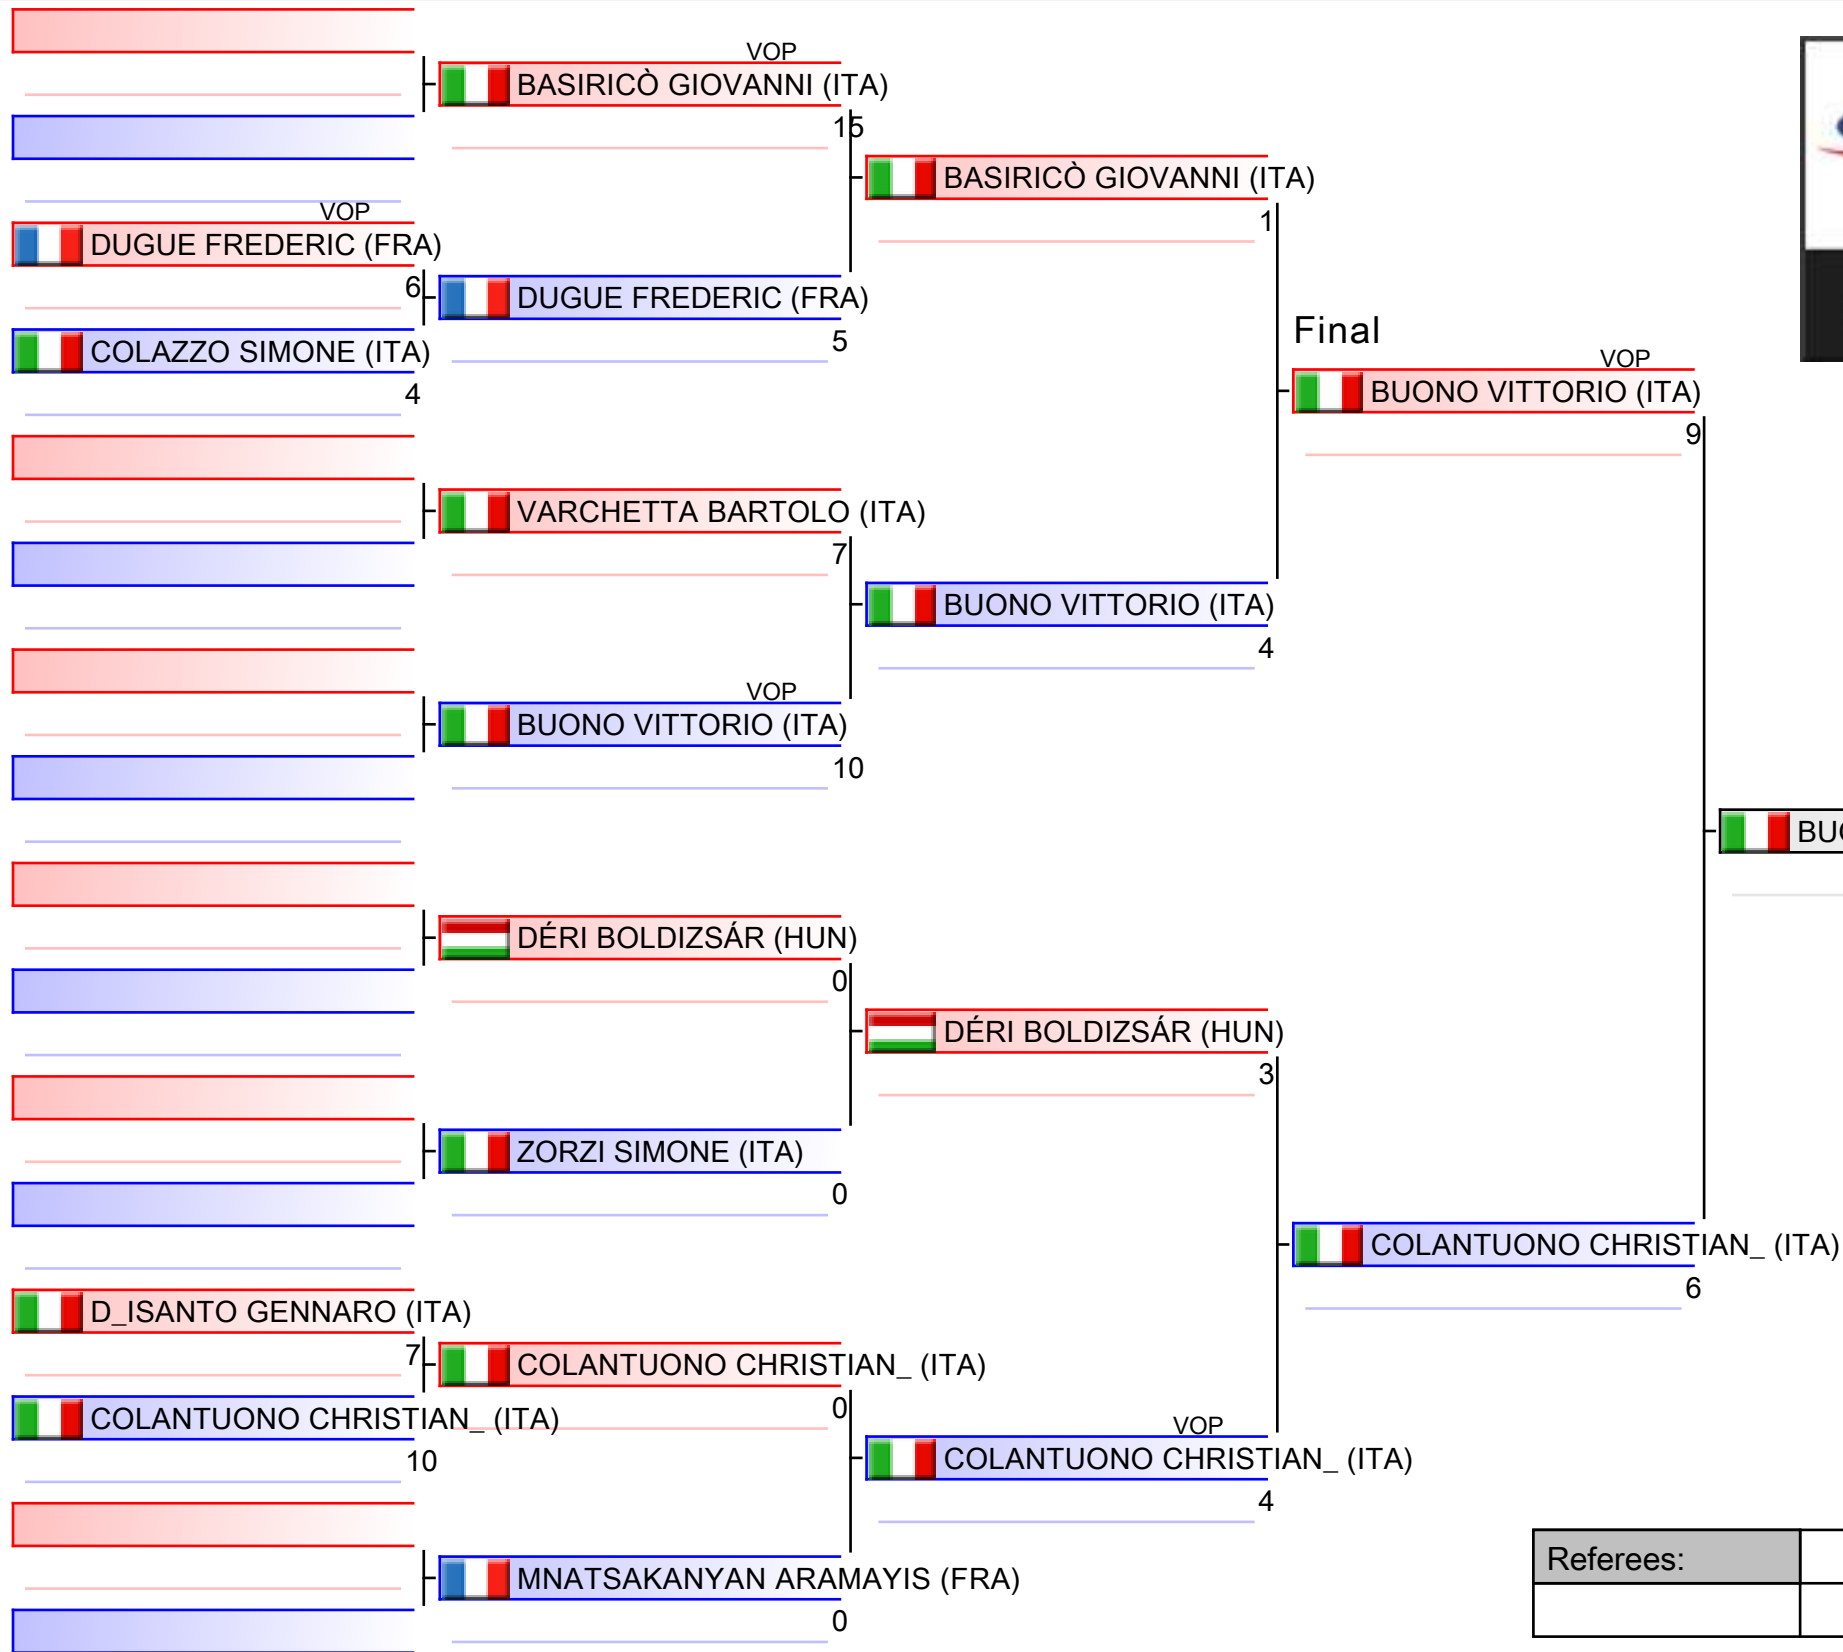 VOP
BASIRICÒ GIOVANNI (ITA)
15
BASIRICÒ GIOVANNI (ITA)
1
VOP
DUGUE FREDERIC (FRA)
6
DUGUE FREDERIC (FRA)
5
COLAZZO SIMONE (ITA)
4
Final
VOP
BUONO VITTORIO (ITA)
9
VARCHETTA BARTOLO (ITA)
7
BUONO VITTORIO (ITA)
4
VOP
BUONO VITTORIO (ITA)
10
DÉRI BOLDIZSÁR (HUN)
0
DÉRI BOLDIZSÁR (HUN)
3
ZORZI SIMONE (ITA)
0
COLANTUONO CHRISTIAN_ (ITA)
6
D_ISANTO GENNARO (ITA)
7
COLANTUONO CHRISTIAN_ (ITA)
0
COLANTUONO CHRISTIAN_ (ITA)
10
VOP
COLANTUONO CHRISTIAN_ (ITA)
4
MNATSAKANYAN ARAMAYIS (FRA)
0
Referees: